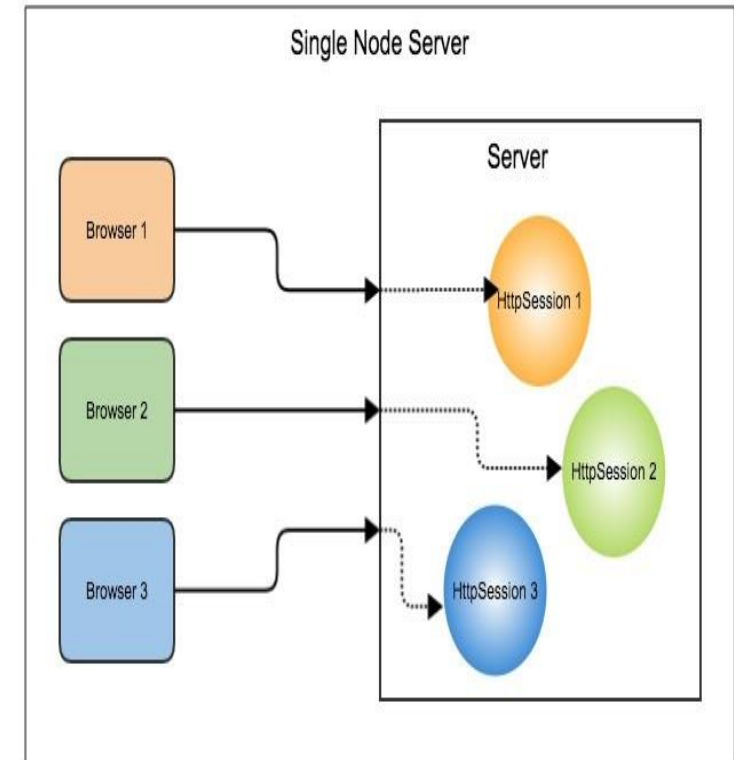 Single Node Server
Server
Browser 1
HttpSession 1
Browser 2
HttpSession 2
Browser 3
HttpSession 3